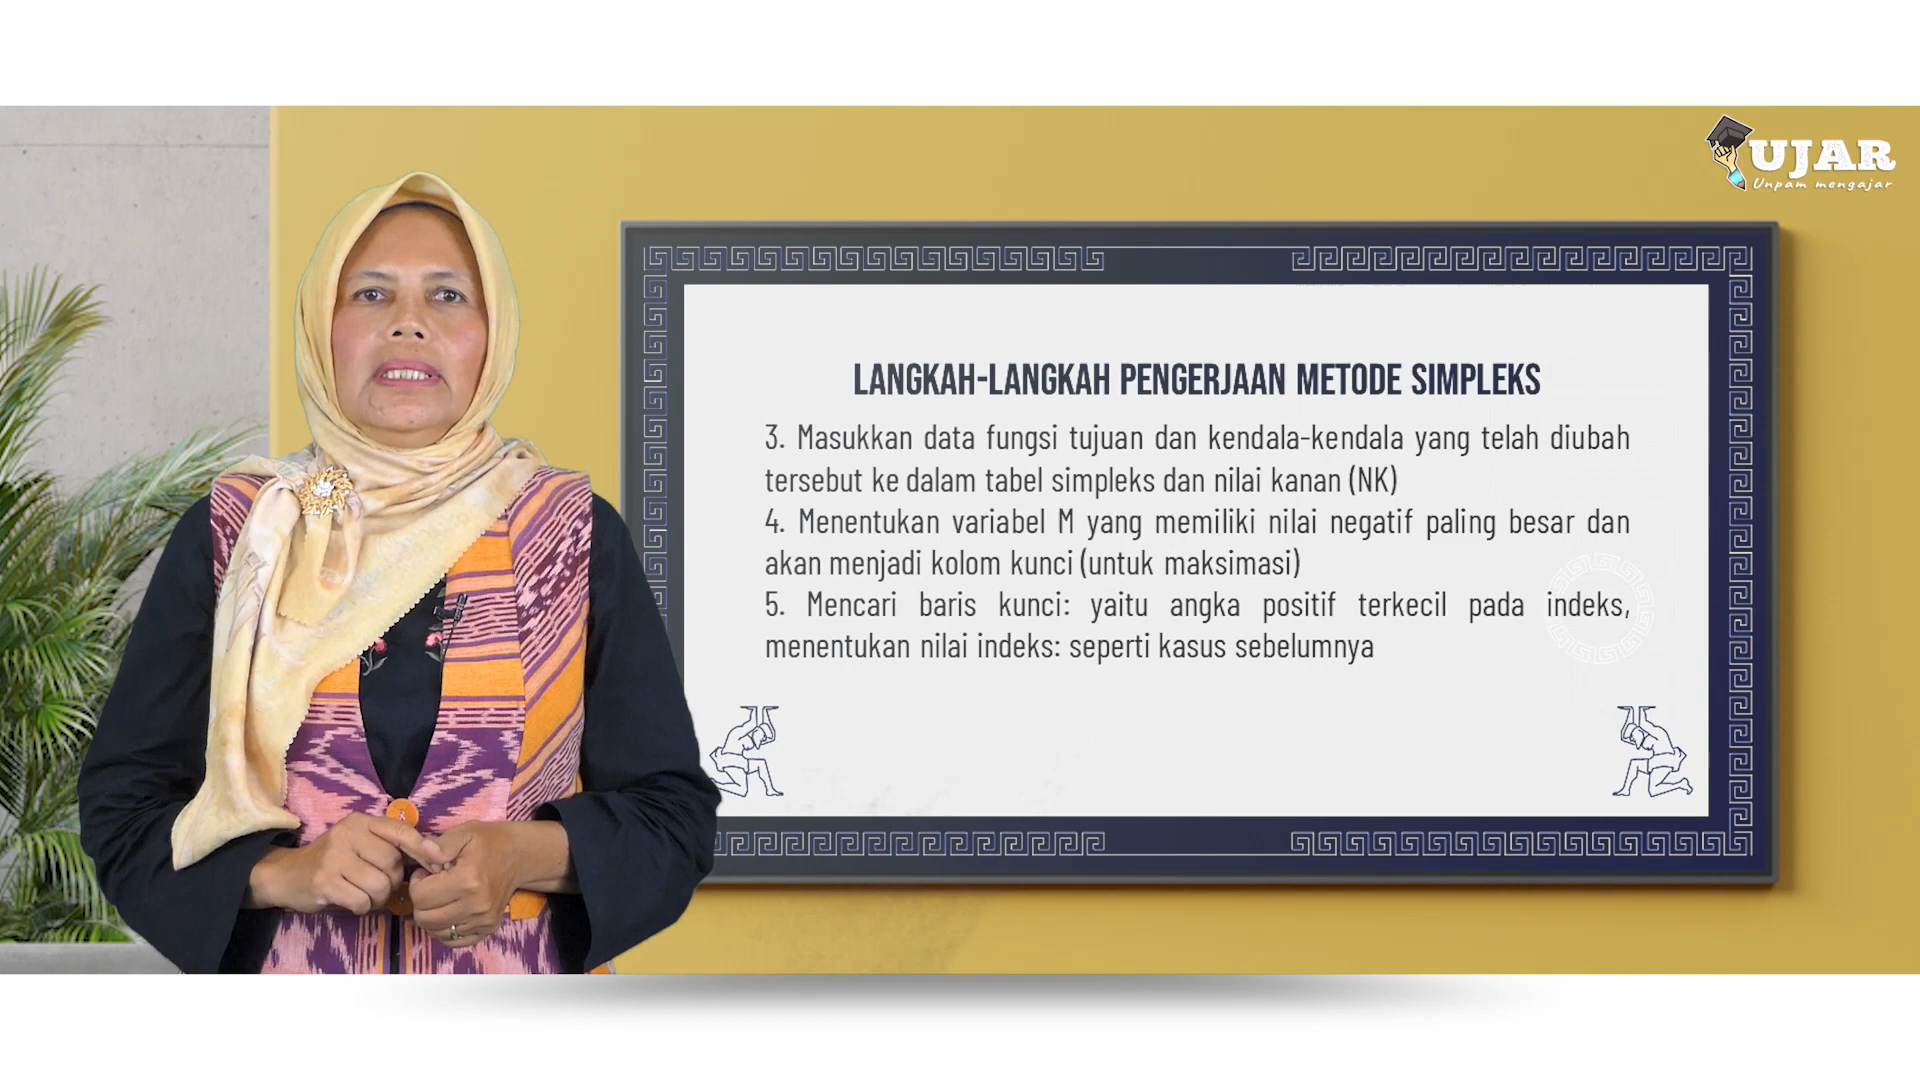 UJAR
Unpam mengajar
LANGKAH-LANGKAH PENGERJAAN METODE SIMPLEKS
3. Masukkan data fungsi tujuan dan kendala-kendala yang telah diubah
tersebut ke dalam tabel simpleks dan nilai kanan (NK)
4. Menentukan variabel M yang memiliki nilai negatif paling besar dan
akan menjadi kolom kunci (untuk maksimasi)
5. Mencari baris kunci: yaitu angka positif terkecil pada indeks,
menentukan nilai indeks: seperti kasus sebelumnya